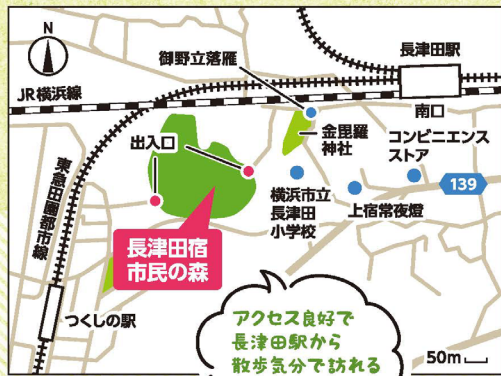 N
御野立落雁
長津田駅
JR横浜線
南口
出入口
金毘羅
神社
コンビニエンス
ストア
139
東急田園都市線
横浜市立
長津田
小学校
上宿常夜燈
長津田宿
市民の森
つくしの駅
アクセス良好で
長津田駅から
散歩気分で訪れる
50m